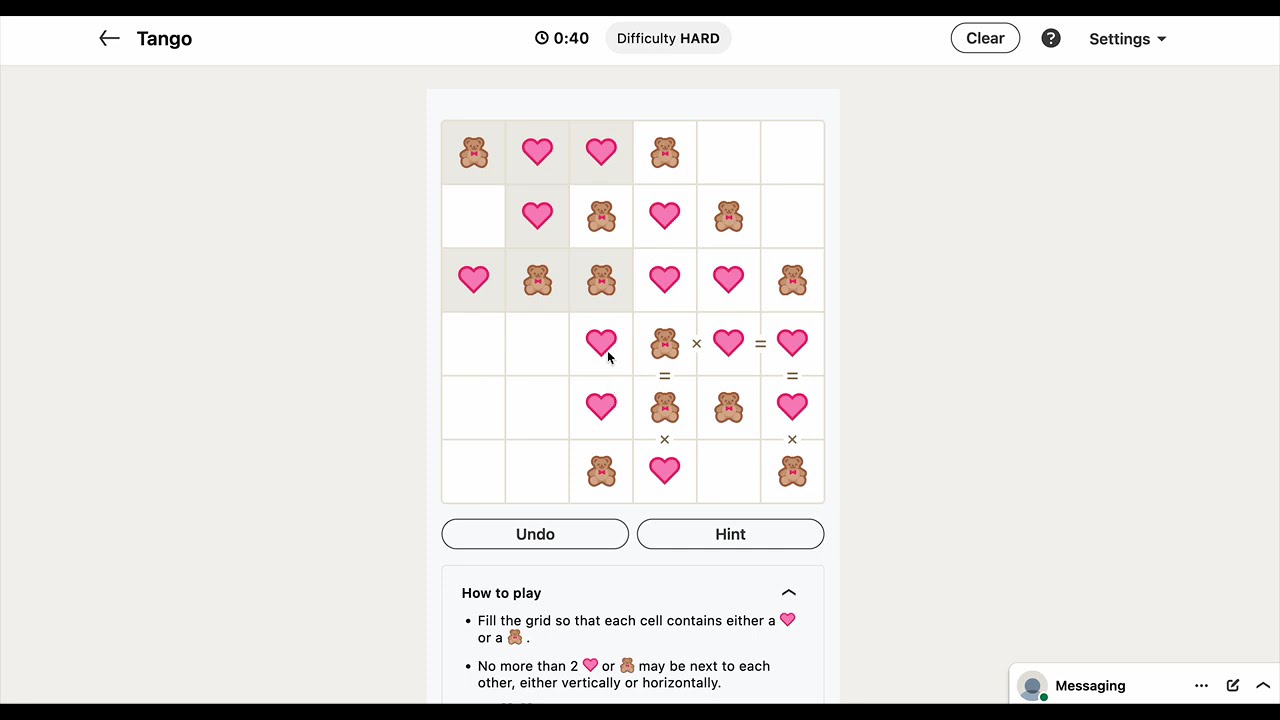 Tango
0:40
Difficulty HARD
Clear
?
Settings
× =
= =
× ×
Undo
Hint
How to play
• Fill the grid so that each cell contains either a
or a .
• No more than 2 or may be next to each
other, either vertically or horizontally.
Messaging